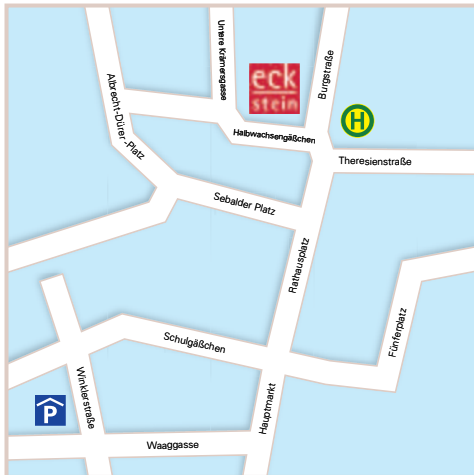 Untere Krämersgasse
Burgstraße
eck
stein
Albrecht-Dürer-Platz
H
Halbwachsengäßchen
Theresienstraße
Sebalder Platz
Rathausplatz
Fünferplatz
Schulgäßchen
Winklerstraße
Hauptmarkt
P
Waaggasse